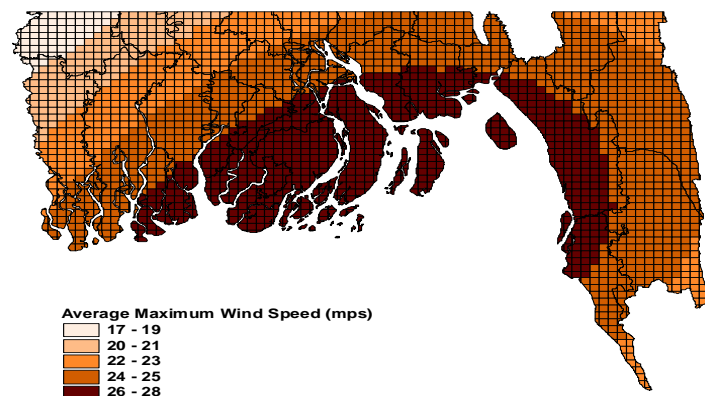 Average Maximum Wind Speed (mps)
17 - 19
20 - 21
22 - 23
24 - 25
26 - 28